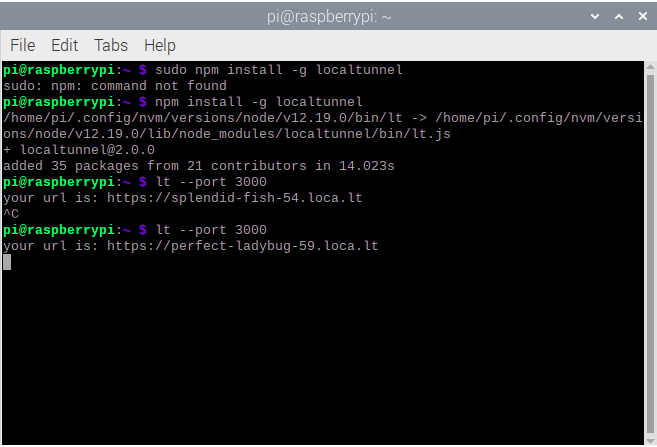 pi@raspberrypi: ~
File Edit Tabs Help
pi@raspberrypi:~ $ sudo npm install -g localtunnel
sudo: npm: command not found
pi@raspberrypi:~ $ npm install -g localtunnel
/home/pi/.config/nvm/versions/node/v12.19.0/bin/lt -> /home/pi/.config/nvm/versi
ons/node/v12.19.0/lib/node_modules/localtunnel/bin/lt.js
+ localtunnel@2.0.0
added 35 packages from 21 contributors in 14.023s
pi@raspberrypi:~ $ lt --port 3000
your url is: https://splendid-fish-54.loca.lt
^C
pi@raspberrypi:~ $ lt --port 3000
your url is: https://perfect-ladybug-59.loca.lt